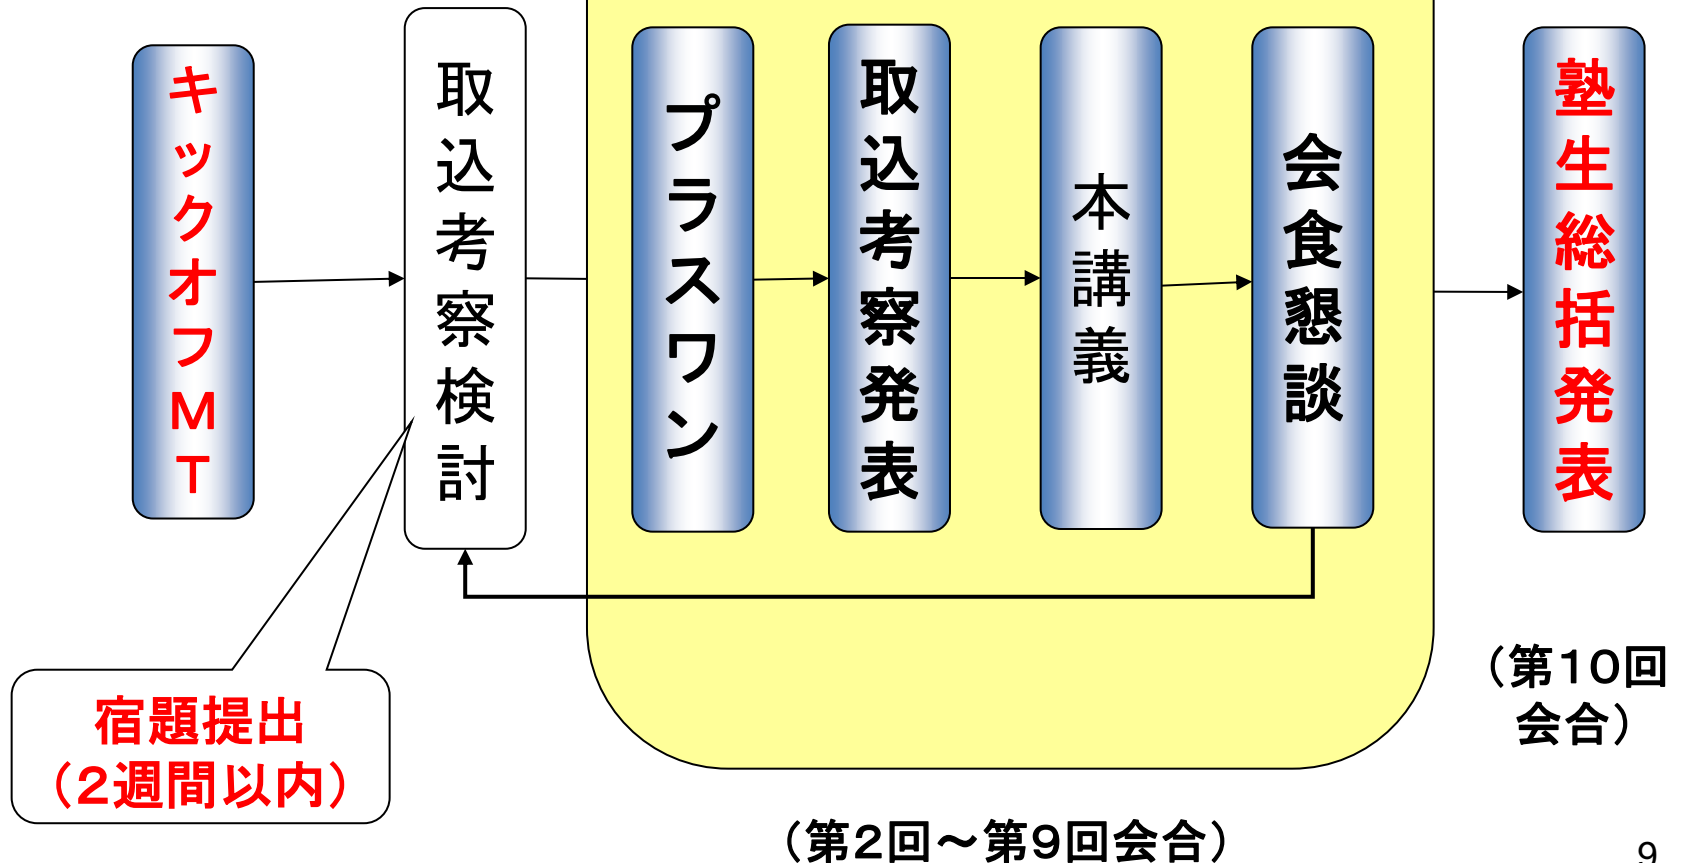 キックオフＭＴ
取込考察検討
プラスワン
取込考察発表
本講義
会食懇談
塾生総括発表
宿題提出
（２週間以内）
（第１０回
会合）
（第２回～第９回会合）
9